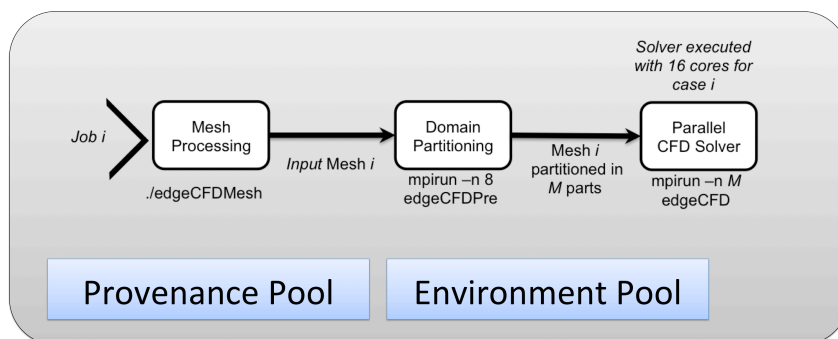 Solver executed
with 16 cores for
case i
Job i
Mesh
Processing
Input Mesh i
Domain
Partitioning
Mesh i
partitioned in
M parts
Parallel
CFD Solver
./edgeCFDMesh
mpirun –n 8
edgeCFDPre
mpirun –n M
edgeCFD
Provenance Pool
Environment Pool